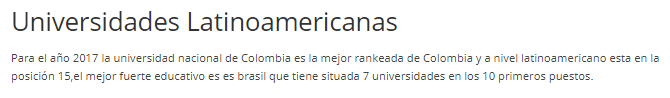 Universidades Latinoamericanas
Para el año 2017 la universidad nacional de Colombia es la mejor rankeada de Colombia y a nivel latinoamericano esta en la
posición 15,el mejor fuerte educativo es es brasil que tiene situada 7 universidades en los 10 primeros puestos.